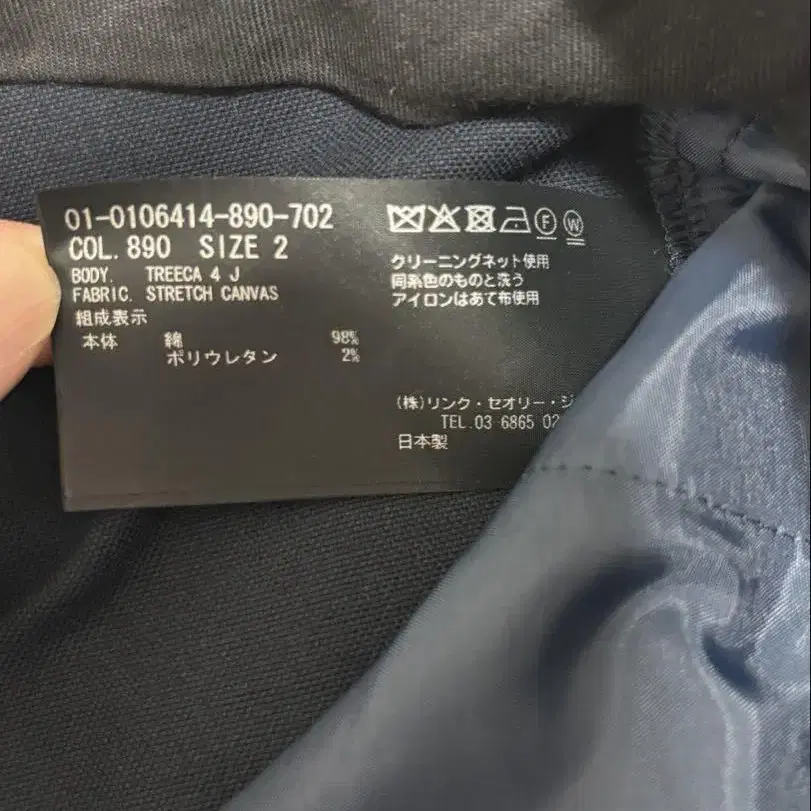 01-0106414-890-702
COL. 890 SIZE 2
BODY. TREECA 4 J
FABRIC. STRETCH CANVAS
組成表示
本体 綿 98%
ポリウレタン 2%
F W
クリーニングネット使用
同系色のものと洗う
アイロンはあて布使用
(株)リンク・セオリー・ジ
TEL.03 6865 02
日本製